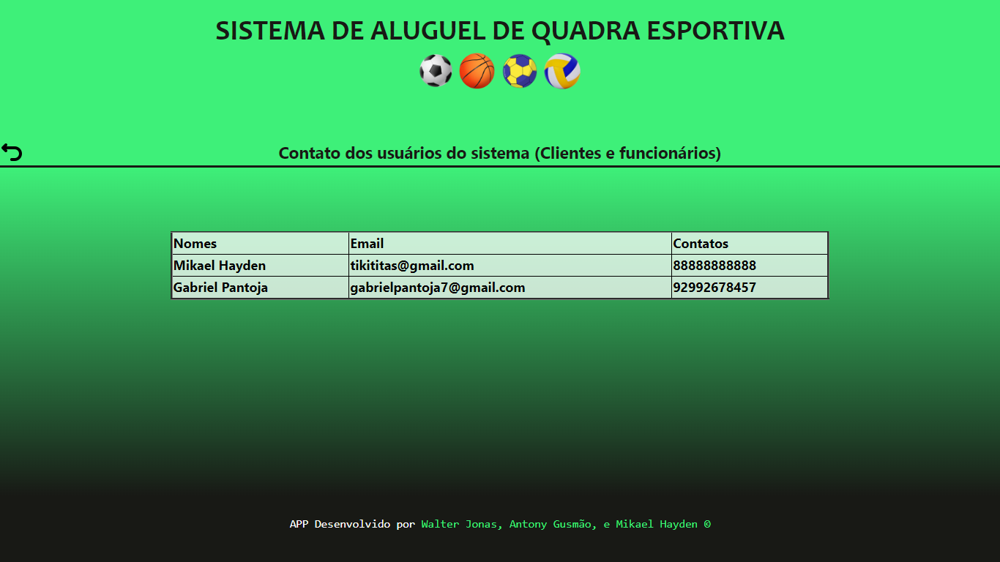 SISTEMA DE ALUGUEL DE QUADRA ESPORTIVA
Contato dos usuários do sistema (Clientes e funcionários)
Nomes Email Contatos
Mikael Hayden tikititas@gmail.com 88888888888
Gabriel Pantoja gabrielpantoja7@gmail.com 92992678457
APP Desenvolvido por Walter Jonas, Antony Gusmão, e Mikael Hayden ©